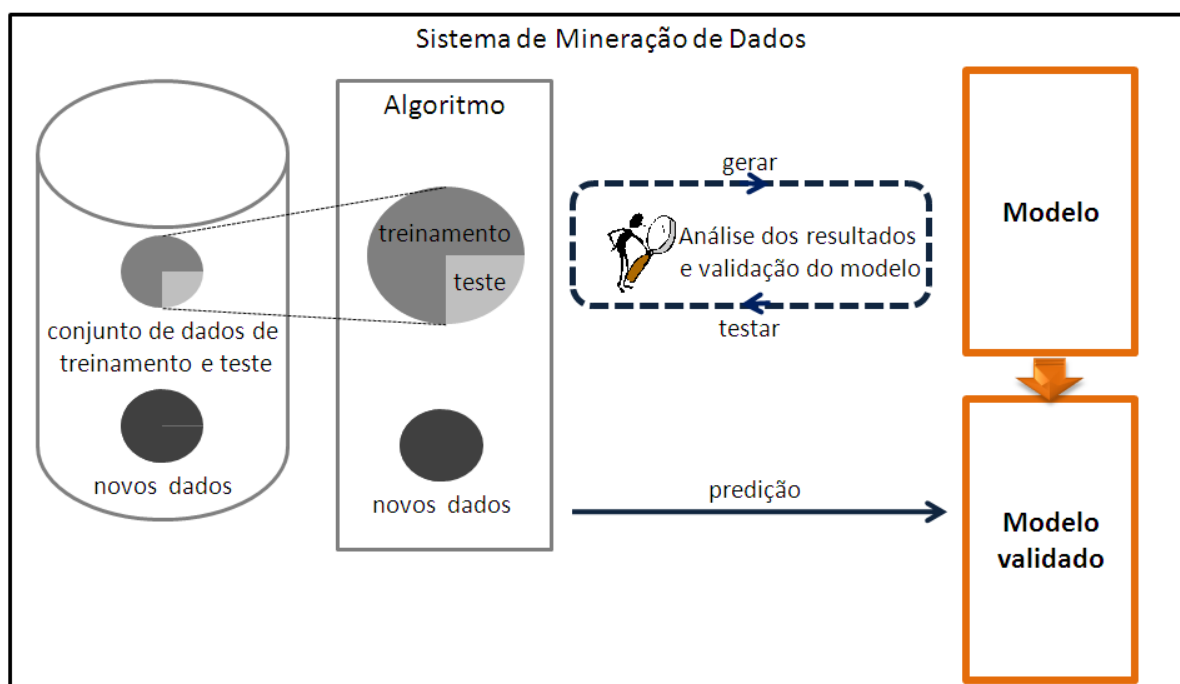 Sistema de Mineração de Dados
conjunto de dados de
treinamento e teste
novos dados
Algoritmo
treinamento
teste
novos dados
gerar
Análise dos resultados
e validação do modelo
testar
predição
Modelo
Modelo
validado